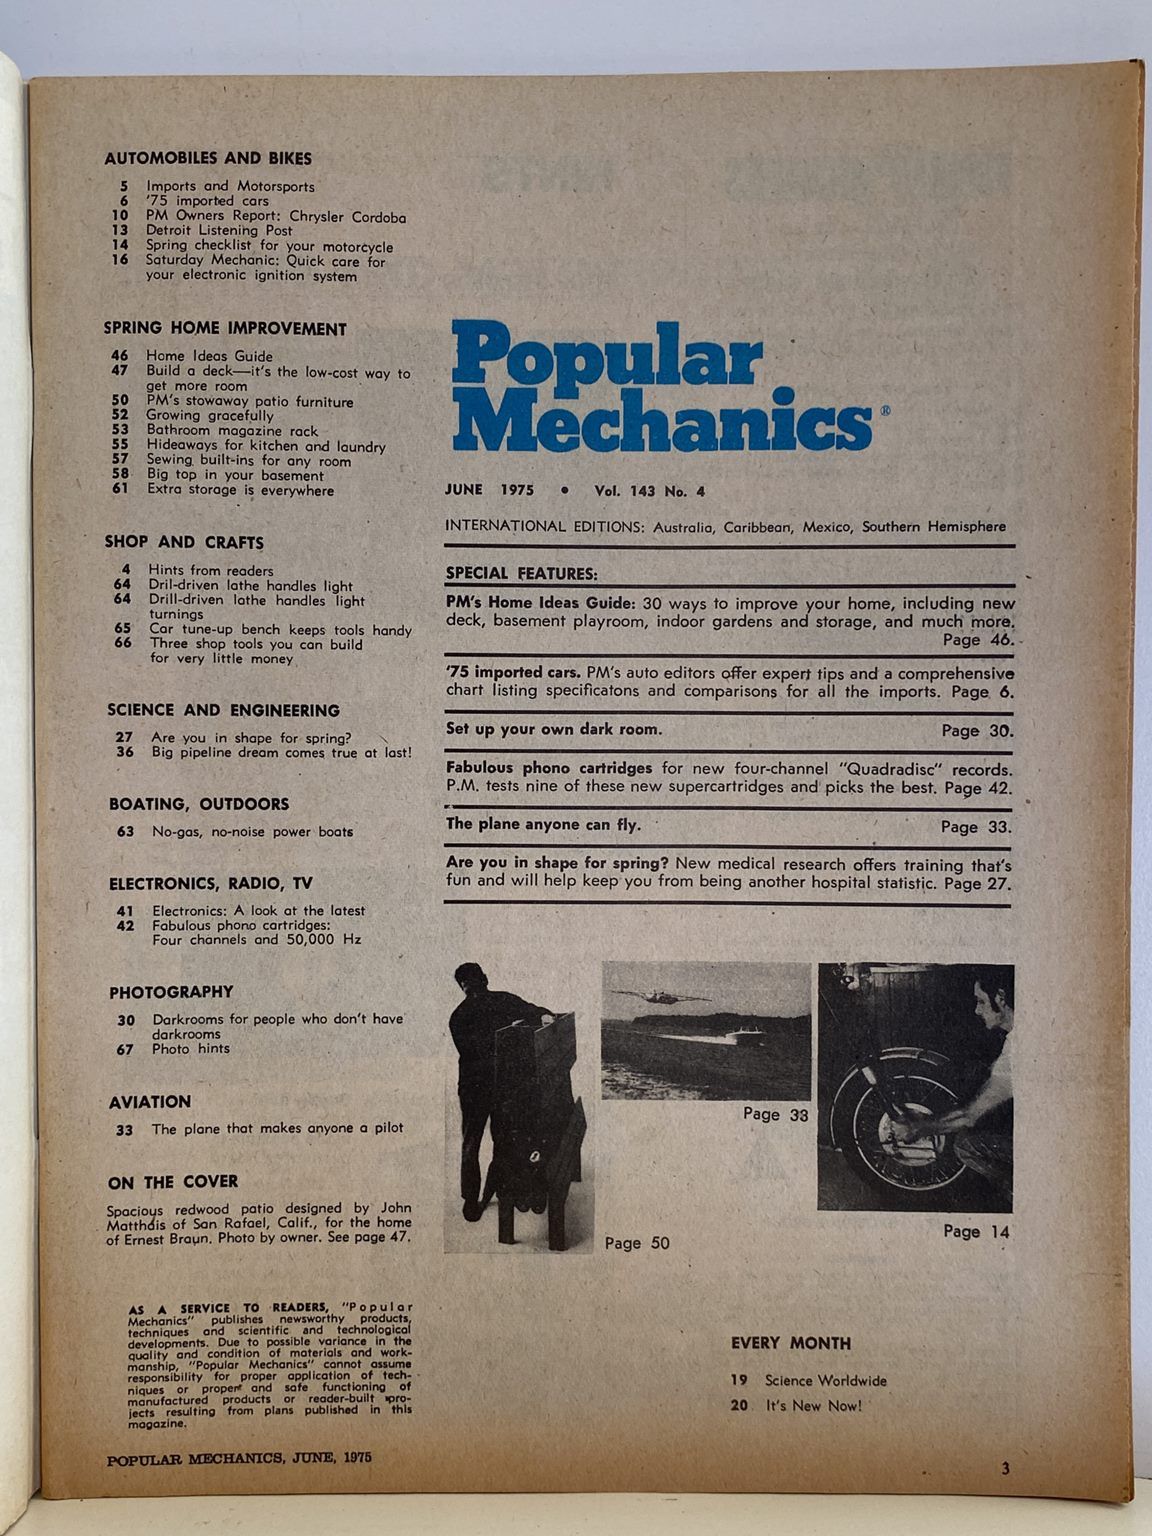 AUTOMOBILES AND BIKES
5 Imports and Motorsports
6 '75 imported cars
10 PM Owners Report: Chrysler Cordoba
13 Detroit Listening Post
14 Spring checklist for your motorcycle
16 Saturday Mechanic: Quick care for
your electronic ignition system
SPRING HOME IMPROVEMENT
46 Home Ideas Guide
47 Build a deck—it's the low-cost way to
get more room
50 PM's stowaway patio furniture
52 Growing gracefully
53 Bathroom magazine rack
55 Hideaways for kitchen and laundry
57 Sewing built-ins for any room
58 Big top in your basement
61 Extra storage is everywhere
SHOP AND CRAFTS
4 Hints from readers
64 Dril-driven lathe handles light
64 Drill-driven lathe handles light
turnings
65 Car tune-up bench keeps tools handy
66 Three shop tools you can build
for very little money
SCIENCE AND ENGINEERING
27 Are you in shape for spring?
36 Big pipeline dream comes true at last!
BOATING, OUTDOORS
63 No-gas, no-noise power boats
ELECTRONICS, RADIO, TV
41 Electronics: A look at the latest
42 Fabulous phono cartridges:
Four channels and 50,000 Hz
PHOTOGRAPHY
30 Darkrooms for people who don't have
darkrooms
67 Photo hints
AVIATION
33 The plane that makes anyone a pilot
ON THE COVER
Spacious redwood patio designed by John
Matthais of San Rafael, Calif., for the home
of Ernest Braun. Photo by owner. See page 47.
AS A SERVICE TO READERS, "Popular
Mechanics" publishes newsworthy products,
techniques and scientific and technological
developments. Due to possible variance in the
quality and condition of materials and work-
manship, "Popular Mechanics" cannot assume
responsibility for proper application of tech-
niques or proper and safe functioning of
manufactured products or reader-built pro-
jects resulting from plans published in this
magazine.
Popular
Mechanics®
JUNE 1975 • Vol. 143 No. 4
INTERNATIONAL EDITIONS: Australia, Caribbean, Mexico, Southern Hemisphere
SPECIAL FEATURES:
PM's Home Ideas Guide: 30 ways to improve your home, including new
deck, basement playroom, indoor gardens and storage, and much more.
Page 46.
'75 imported cars. PM's auto editors offer expert tips and a comprehensive
chart listing specificatons and comparisons for all the imports. Page 6.
Set up your own dark room. Page 30.
Fabulous phono cartridges for new four-channel "Quadradisc" records.
P.M. tests nine of these new supercartridges and picks the best. Page 42.
The plane anyone can fly. Page 33.
Are you in shape for spring? New medical research offers training that's
fun and will help keep you from being another hospital statistic. Page 27.
Page 33
Page 50
Page 14
EVERY MONTH
19 Science Worldwide
20 It's New Now!
POPULAR MECHANICS, JUNE, 1975
3